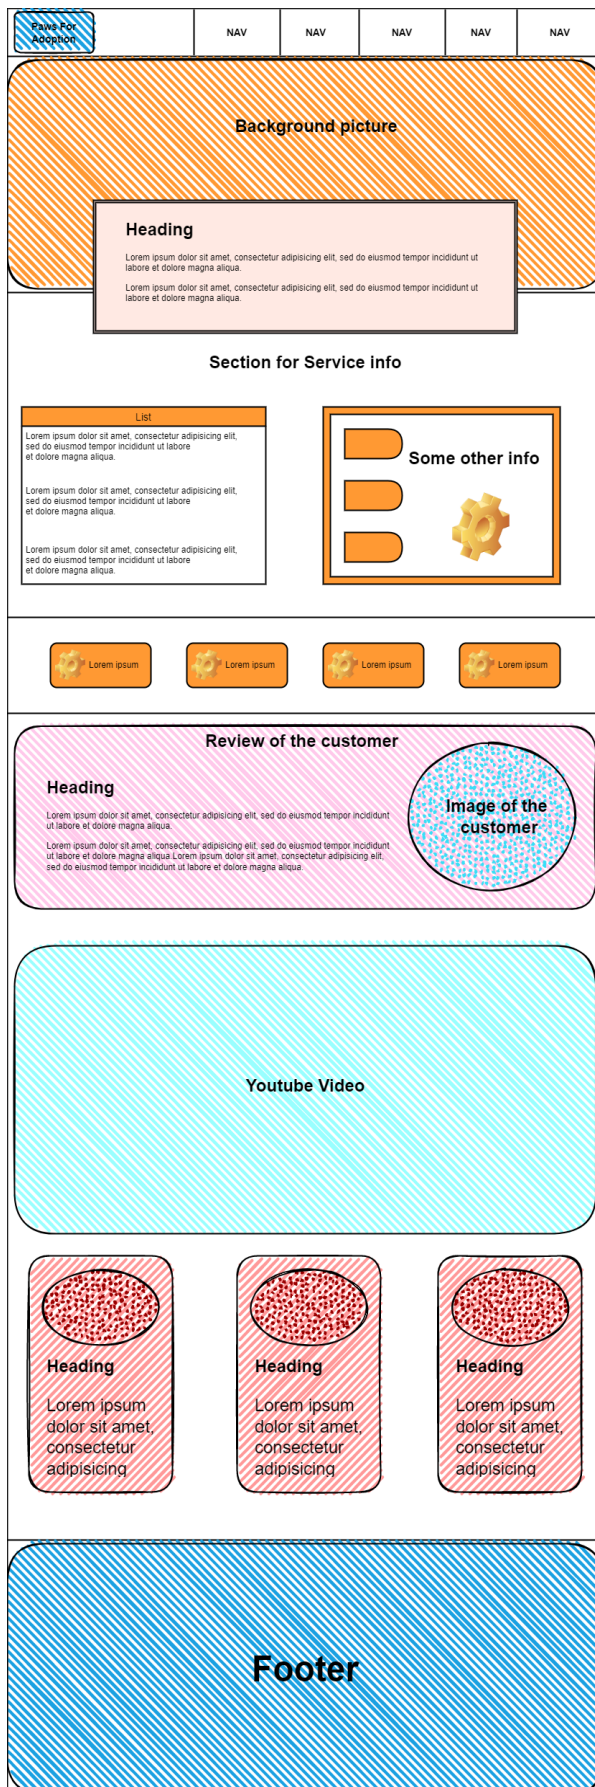 Paws For
Adoption
NAV
NAV
NAV
NAV
NAV
Background picture
Heading
Lorem ipsum dolor sit amet, consectetur adipisicing elit, sed do eiusmod tempor incididunt ut
labore et dolore magna aliqua.
Lorem ipsum dolor sit amet, consectetur adipisicing elit, sed do eiusmod tempor incididunt ut
labore et dolore magna aliqua.
Section for Service info
List
Lorem ipsum dolor sit amet, consectetur adipisicing elit,
sed do eiusmod tempor incididunt ut labore
et dolore magna aliqua.
Lorem ipsum dolor sit amet, consectetur adipisicing elit,
sed do eiusmod tempor incididunt ut labore
et dolore magna aliqua.
Lorem ipsum dolor sit amet, consectetur adipisicing elit,
sed do eiusmod tempor incididunt ut labore
et dolore magna aliqua.
Some other info
Lorem ipsum
Lorem ipsum
Lorem ipsum
Lorem ipsum
Review of the customer
Heading
Lorem ipsum dolor sit amet, consectetur adipisicing elit, sed do eiusmod tempor incididunt
ut labore et dolore magna aliqua.
Lorem ipsum dolor sit amet, consectetur adipisicing elit, sed do eiusmod tempor incididunt
ut labore et dolore magna aliqua.Lorem ipsum dolor sit amet, consectetur adipisicing elit,
sed do eiusmod tempor incididunt ut labore et dolore magna aliqua.
Image of the
customer
Youtube Video
Heading
Lorem ipsum
dolor sit amet,
consectetur
adipisicing
Heading
Lorem ipsum
dolor sit amet,
consectetur
adipisicing
Heading
Lorem ipsum
dolor sit amet,
consectetur
adipisicing
Footer